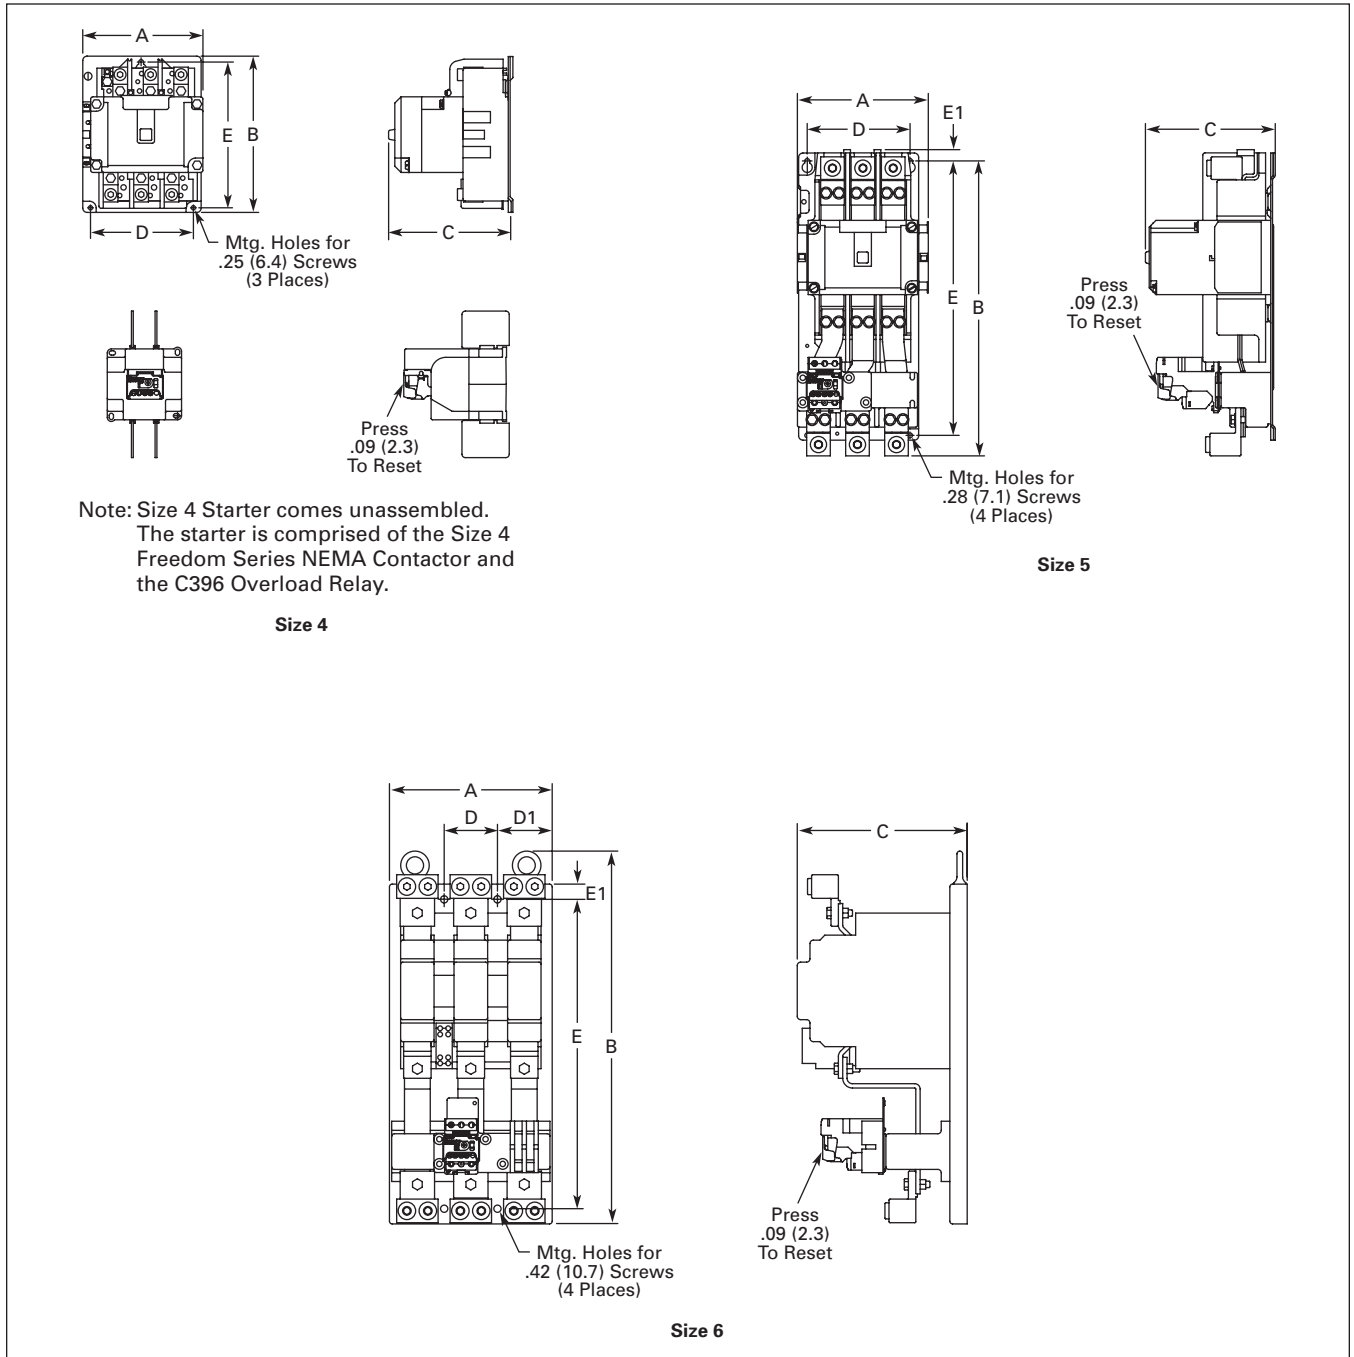 A
E
B
D
C
Mtg. Holes for
.25 (6.4) Screws
(3 Places)
Press
.09 (2.3)
To Reset
Note: Size 4 Starter comes unassembled.
The starter is comprised of the Size 4
Freedom Series NEMA Contactor and
the C396 Overload Relay.
Size 4
A
E1
D
C
E
B
Press
.09 (2.3)
To Reset
Mtg. Holes for
.28 (7.1) Screws
(4 Places)
Size 5
A
D
D1
C
E1
E
B
Press
.09 (2.3)
To Reset
Mtg. Holes for
.42 (10.7) Screws
(4 Places)
Size 6